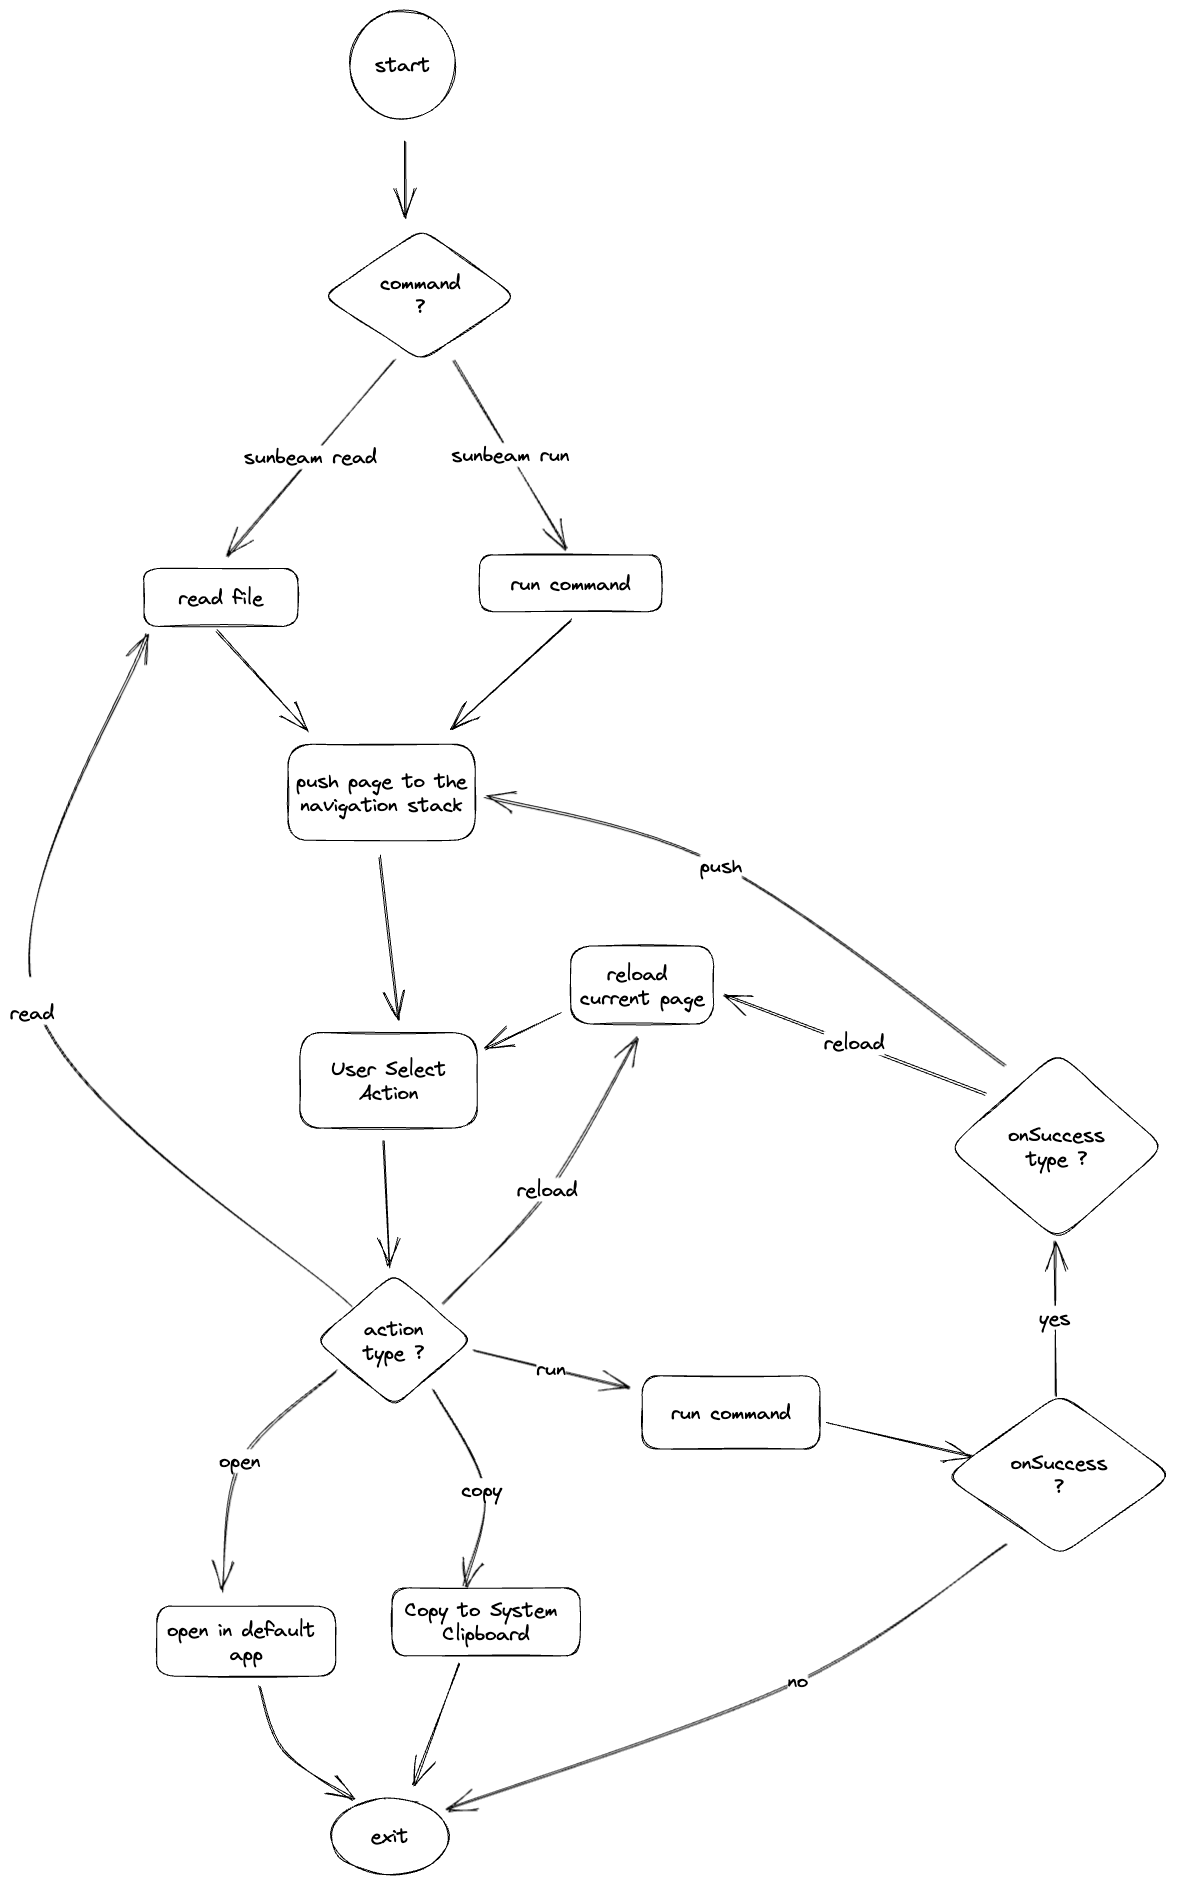 start
command
?
sunbeam read
sunbeam run
read file
run command
push page to the
navigation stack
push
reload
current page
read
reload
User Select
Action
onSuccess
type ?
reload
yes
action
type ?
run
run command
onSuccess
?
open
copy
open in default
app
Copy to System
Clipboard
no
exit